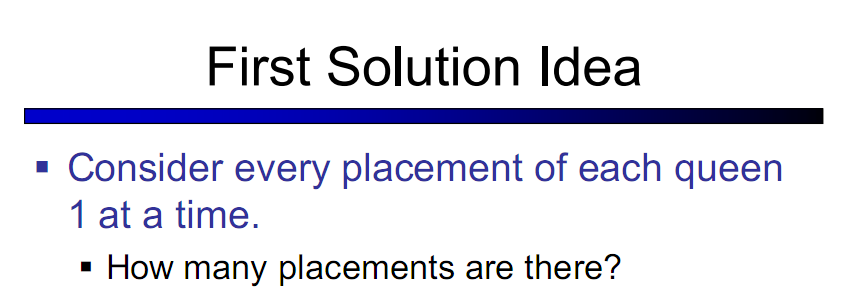 First Solution Idea
▪ Consider every placement of each queen
1 at a time.
▪ How many placements are there?